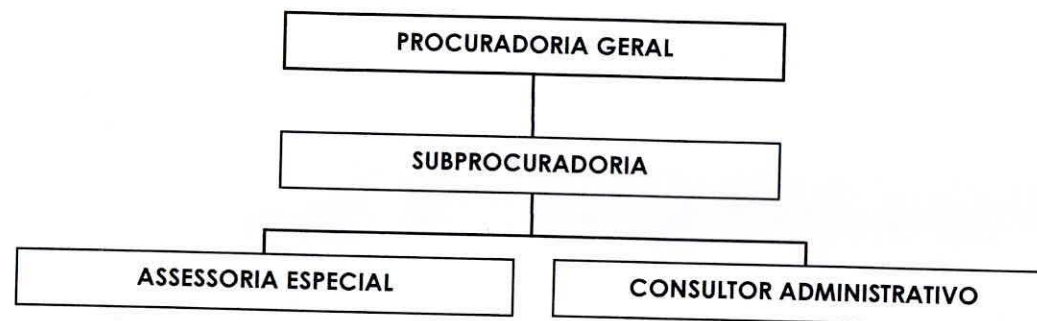 PROCURADORIA GERAL
SUBPROCURADORIA
ASSESSORIA ESPECIAL
CONSULTOR ADMINISTRATIVO